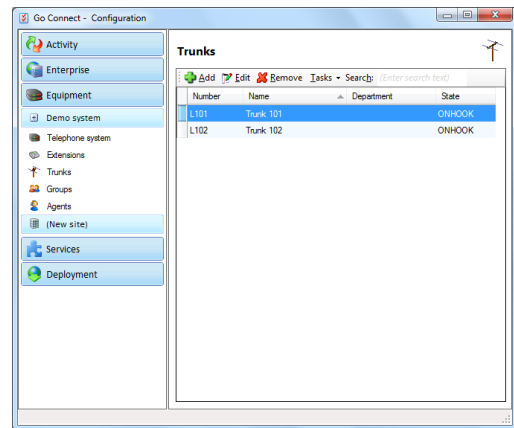 Go Connect - Configuration
Activity
Enterprise
Equipment
Demo system
Telephone system
Extensions
Trunks
Groups
Agents
(New site)
Services
Deployment
Trunks
Add Edit Remove Tasks Search: (Enter search text)
Number Name Department State
L101 Trunk 101 ONHOOK
L102 Trunk 102 ONHOOK